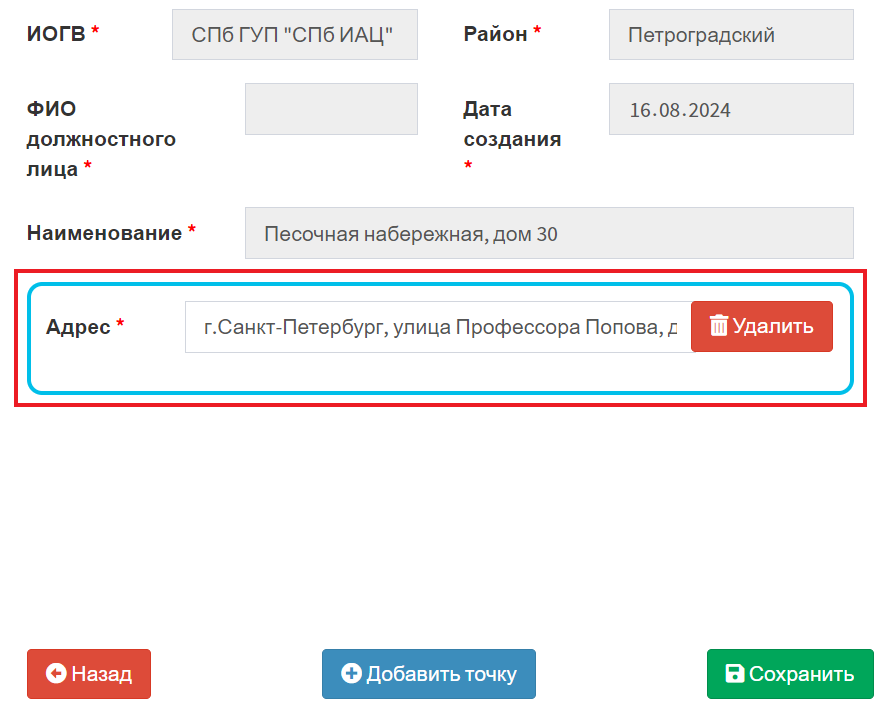 ИОГВ * СПб ГУП "СПб ИАЦ" Район * Петроградский
ФИО
должностного
лица *
Дата
создания
*
16.08.2024
Наименование * Песочная набережная, дом 30
Адрес * г.Санкт-Петербург, улица Профессора Попова, д Удалить
Назад Добавить точку Сохранить